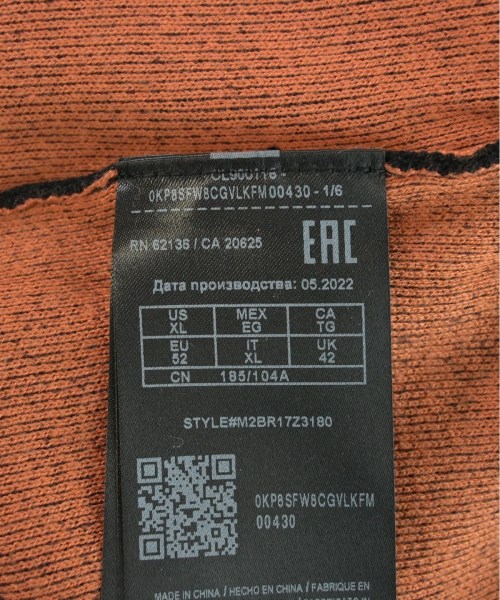 CL900118 -
0KP8SFW8CGVLKFM00430 - 1/6
RN 62136 / CA 20625
EAC
Дата производства: 05.2022
US MEX CA
XL EG TG
EU IT UK
52 XL 42
CN 185/104A
STYLE#M2BR17Z3180
0KP8SFW8CGVLKFM
00430
MADE IN CHINA / HECHO EN CHINA / FABRIQUÉ EN